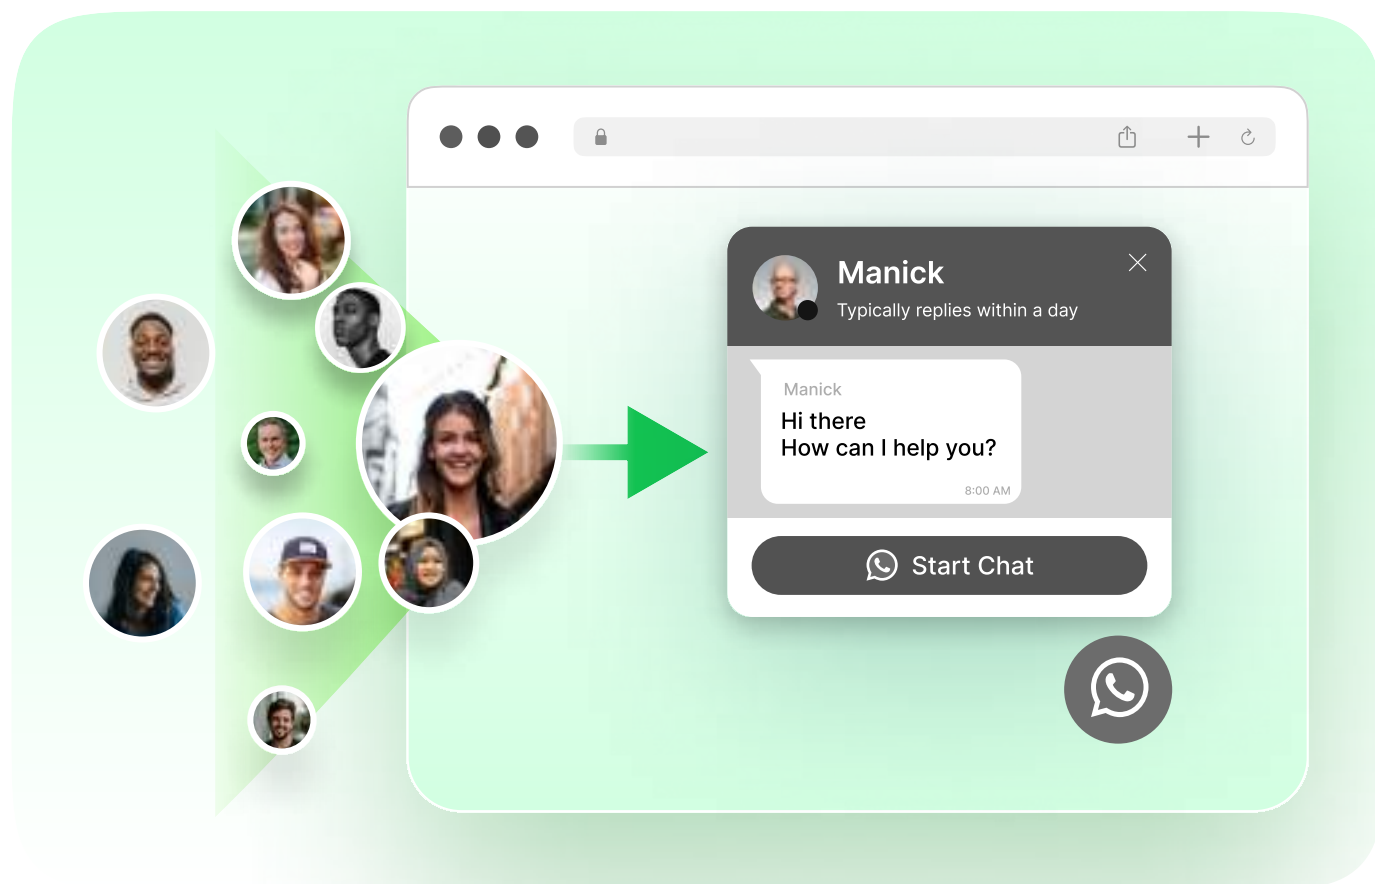 Manick
Typically replies within a day
Manick
Hi there
How can I help you?
8:00 AM
Start Chat